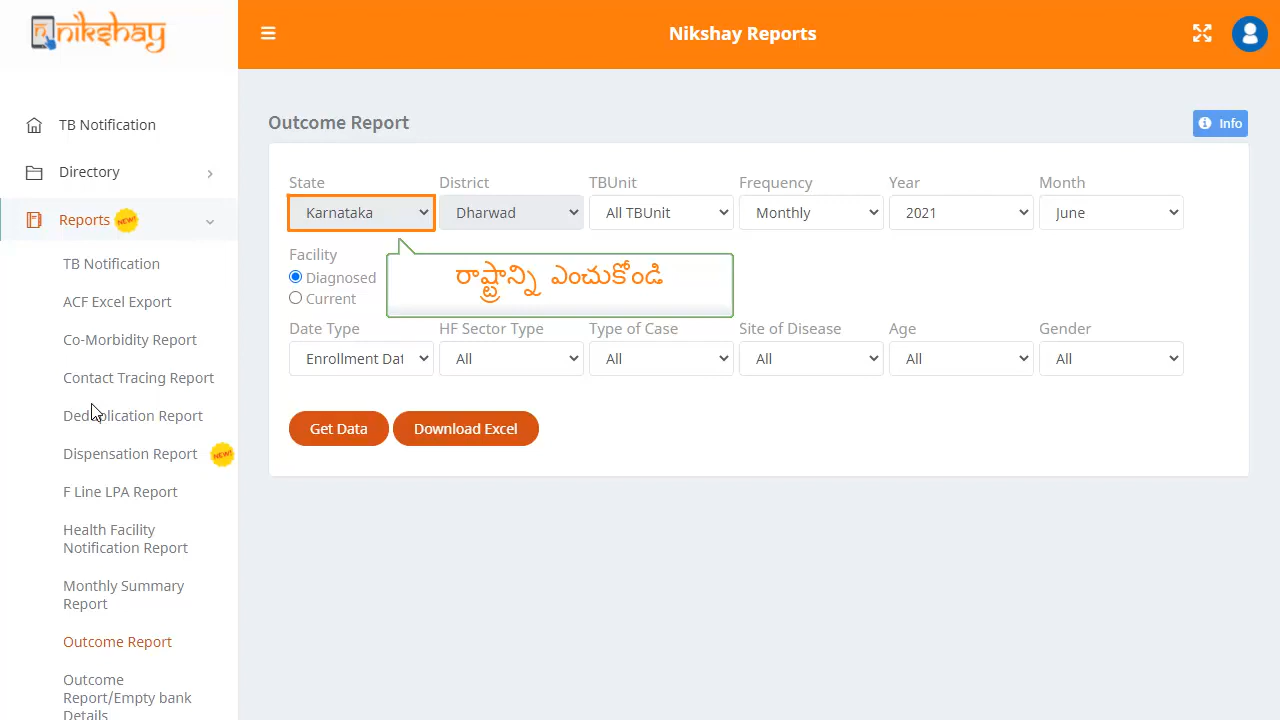 nikshay
Nikshay Reports
TB Notification
Directory
Reports NEW!
TB Notification
ACF Excel Export
Co-Morbidity Report
Contact Tracing Report
Deduplication Report
Dispensation Report NEW!
F Line LPA Report
Health Facility
Notification Report
Monthly Summary
Report
Outcome Report
Outcome
Report/Empty bank
Details
Outcome Report
Info
State District TBUnit Frequency Year Month
Karnataka Dharwad All TBUnit Monthly 2021 June
Facility
Diagnosed
Current
రాష్ట్రాన్ని ఎంచుకోండి
Date Type HF Sector Type Type of Case Site of Disease Age Gender
Enrollment Dat All All All All All
Get Data Download Excel